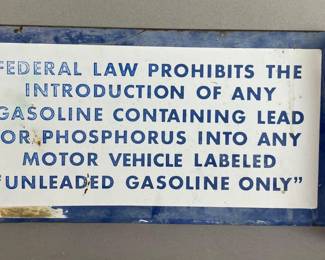 FEDERAL LAW PROHIBITS THE
INTRODUCTION OF ANY
GASOLINE CONTAINING LEAD
OR PHOSPHORUS INTO ANY
MOTOR VEHICLE LABELED
"UNLEADED GASOLINE ONLY”